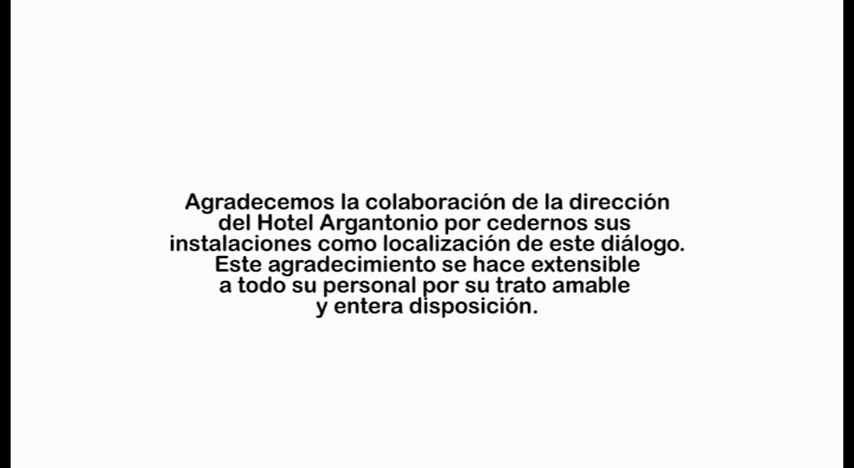 Agradecemos la colaboración de la dirección
del Hotel Argantonio por cedernos sus
instalaciones como localización de este diálogo.
Este agradecimiento se hace extensible
a todo su personal por su trato amable
y entera disposición.